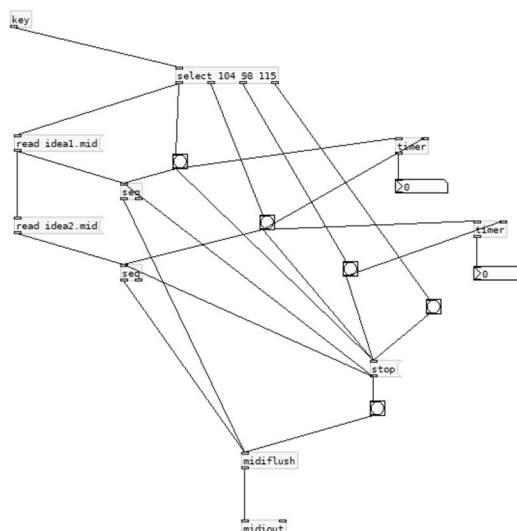 key
select 104 98 115
read idea1.mid
timer
seq
0
read idea2.mid
timer
seq
0
stop
midiflush
midiout